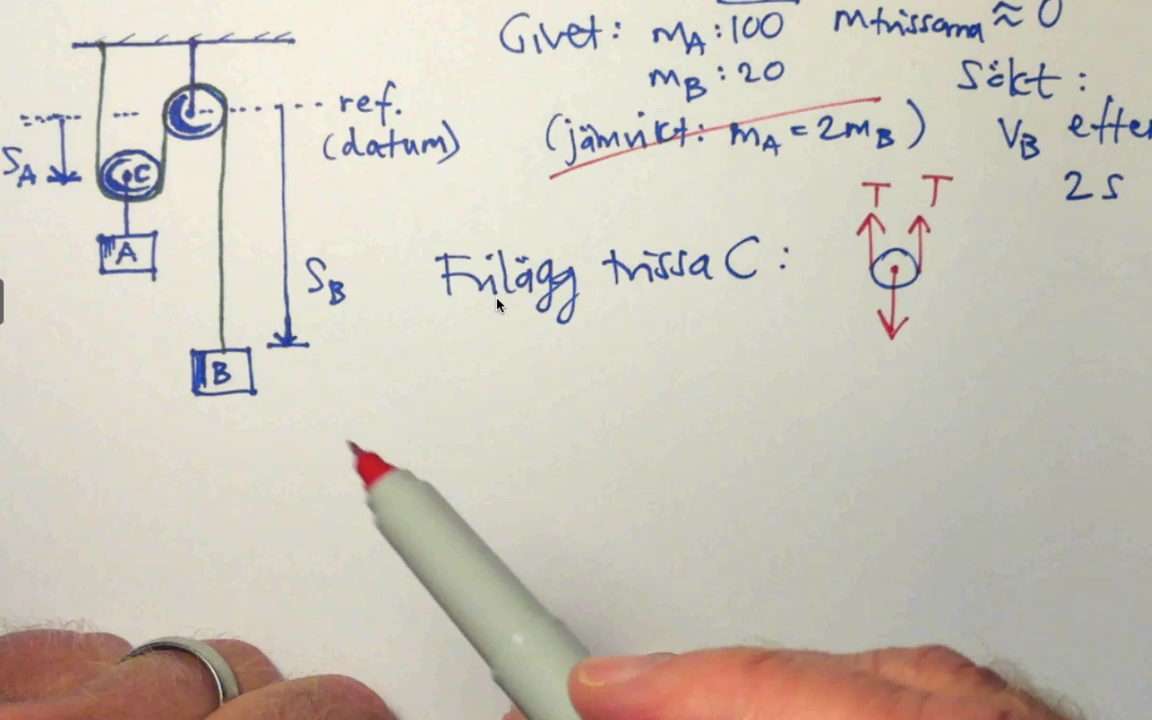 Givet: mA : 100 mtrissorna ≈ 0
mB : 20
Sökt :
ref.
(datum)
(jämvikt: mA = 2mB)
VB efter
2s
SA
C
A
T T
Frilägg trissa C :
SB
B